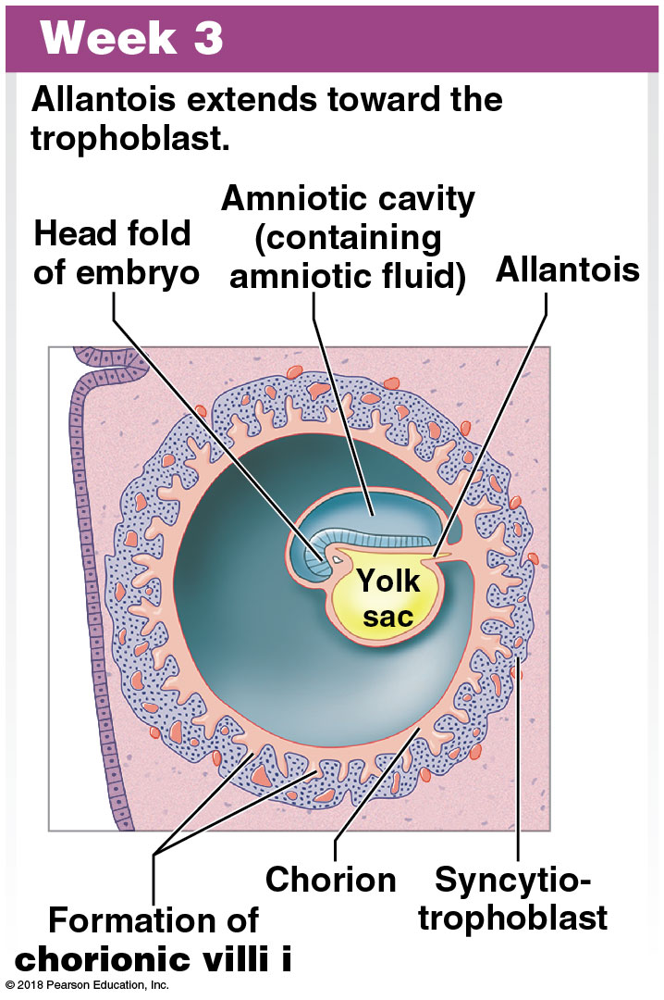 Week 3
Allantois extends toward the
trophoblast.
Amniotic cavity
(containing
amniotic fluid)
Head fold
of embryo
Allantois
Yolk
sac
Chorion
Syncytio-
trophoblast
Formation of
chorionic villi i
© 2018 Pearson Education, Inc.